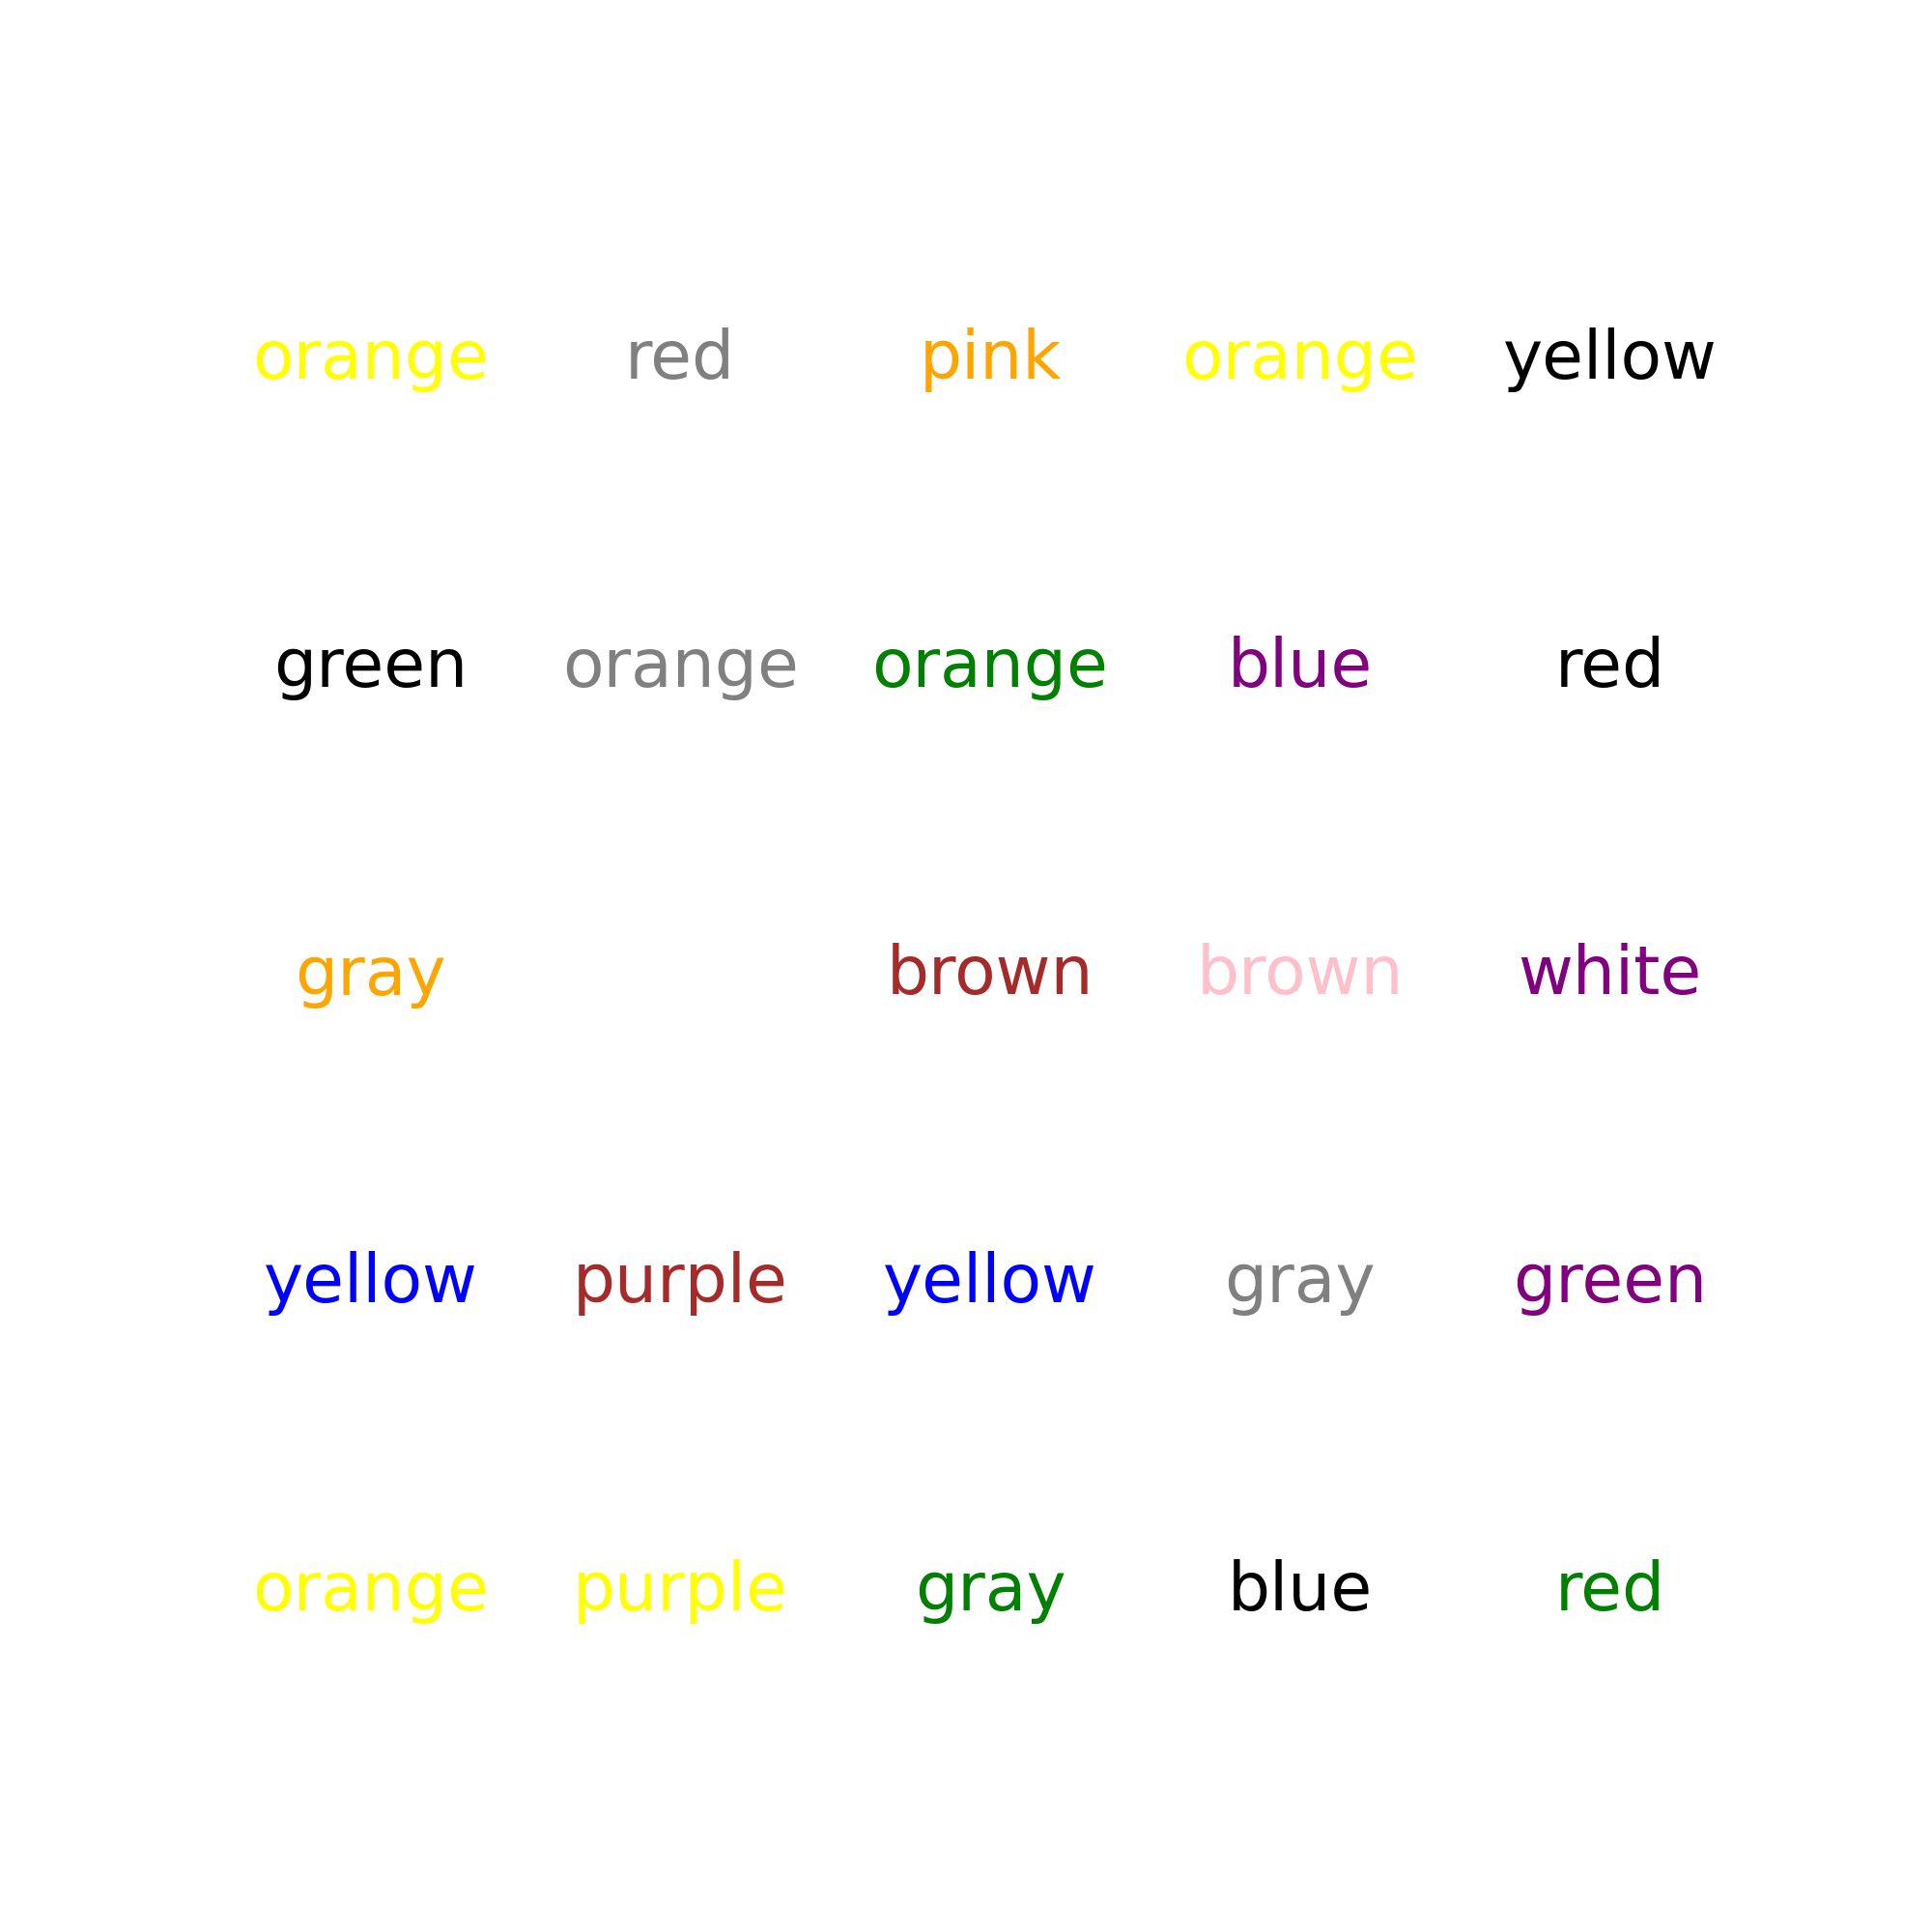 orange red pink orange yellow
green orange orange blue red
gray brown brown white
yellow purple yellow gray green
orange purple gray blue red